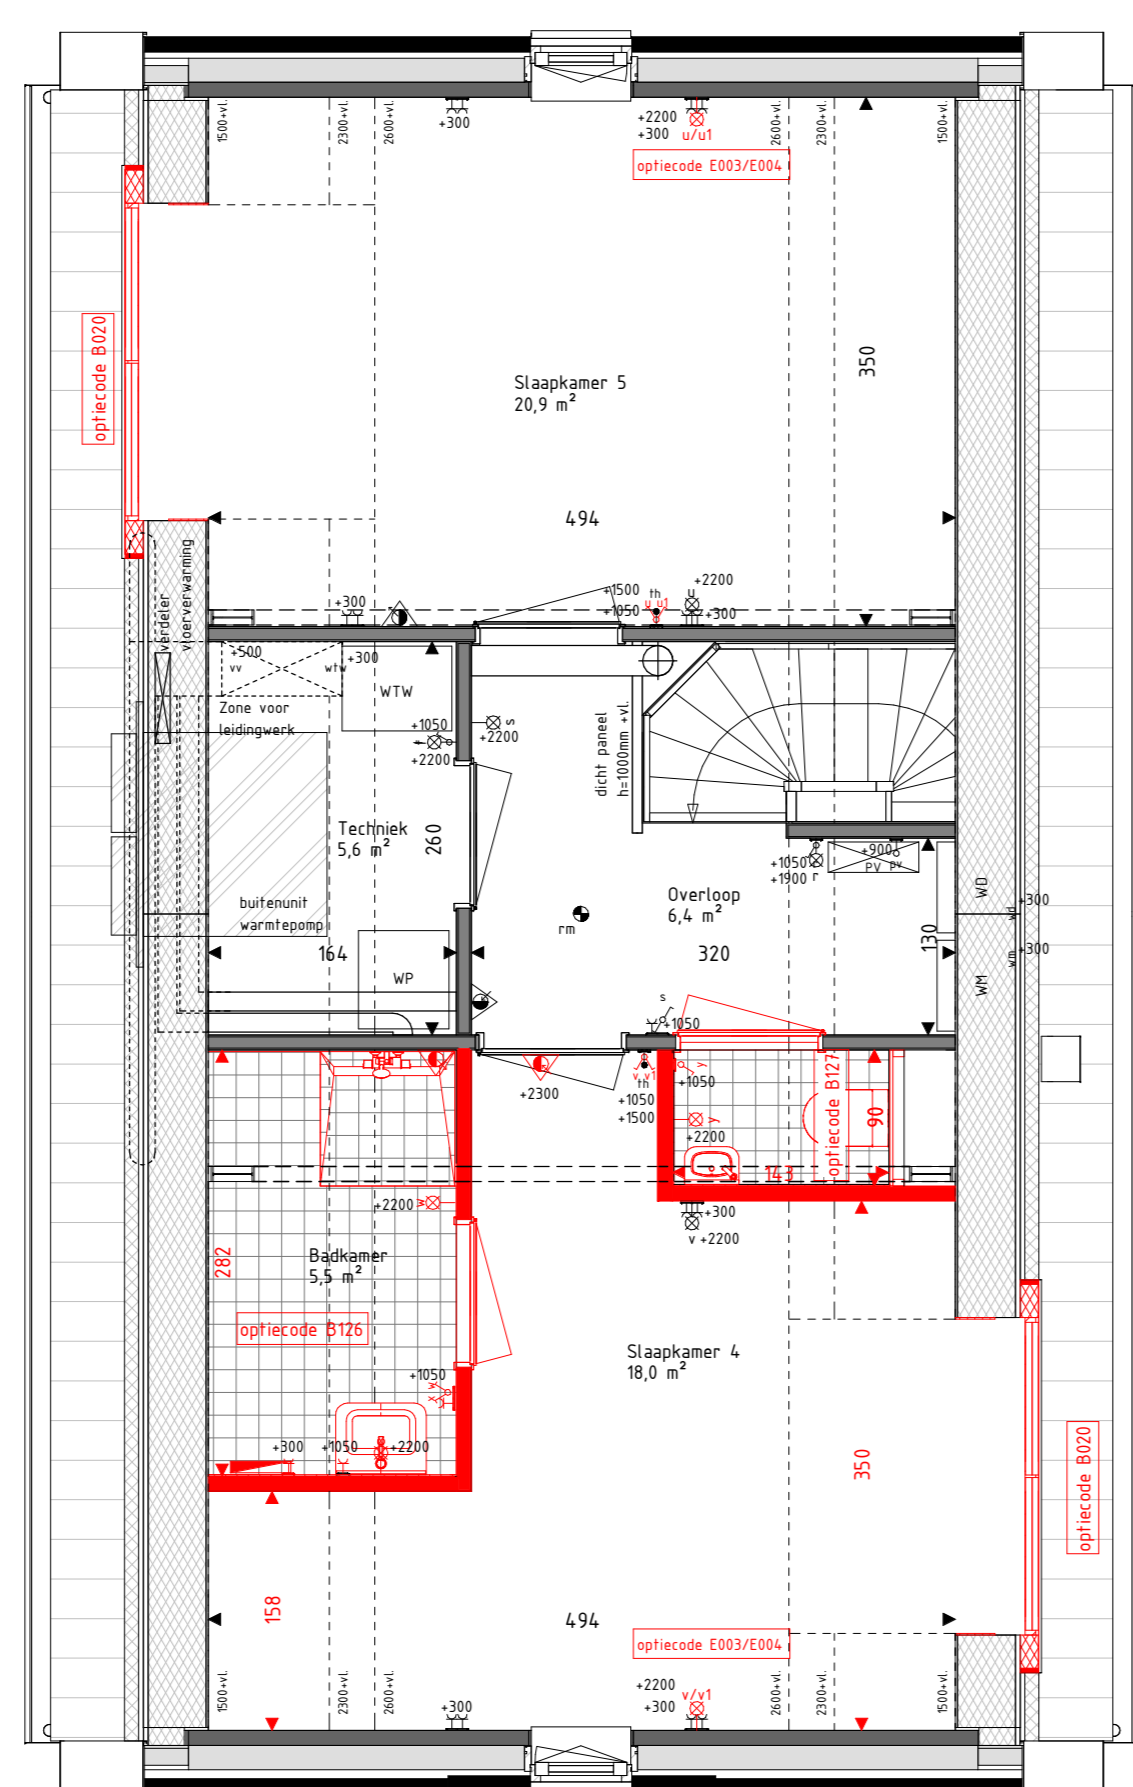 1500+vl.
2300+vl.
2600+vl.
+300
+2200
+300 u/u1
optiecode E003/E004
2600+vl.
2300+vl.
1500+vl.
optiecode B020
350
Slaapkamer 5
20,9 m²
494
verdeler
vloerverwarming
+300
+1500
th
u u1
+1050
+2200
u
+300
+500
vv
wtw
+300
WTW
Zone voor
leidingwerk
+1050
+2200
s
+2200
dicht paneel
h=1000mm +vl.
Techniek
5,6 m²
260
+1050
+1900 r
+900
PV pv
Overloop
6,4 m²
buitenunit
warmtepomp
rm
WD
wd
+300
164
320
130
WP
WM
wm
+300
s
+1050
+2300
v v1
th
+1050
+1500
y
+1050
y
+2200
optiecode B127
90
143
+2200 w
+300
v +2200
282
Badkamer
5,5 m²
optiecode B126
Slaapkamer 4
18,0 m²
+1050
w
x
+300
+1050
+2200
350
optiecode B020
158
494
optiecode E003/E004
1500+vl.
2300+vl.
2600+vl.
+300
+2200
+300
v/v1
2600+vl.
2300+vl.
1500+vl.